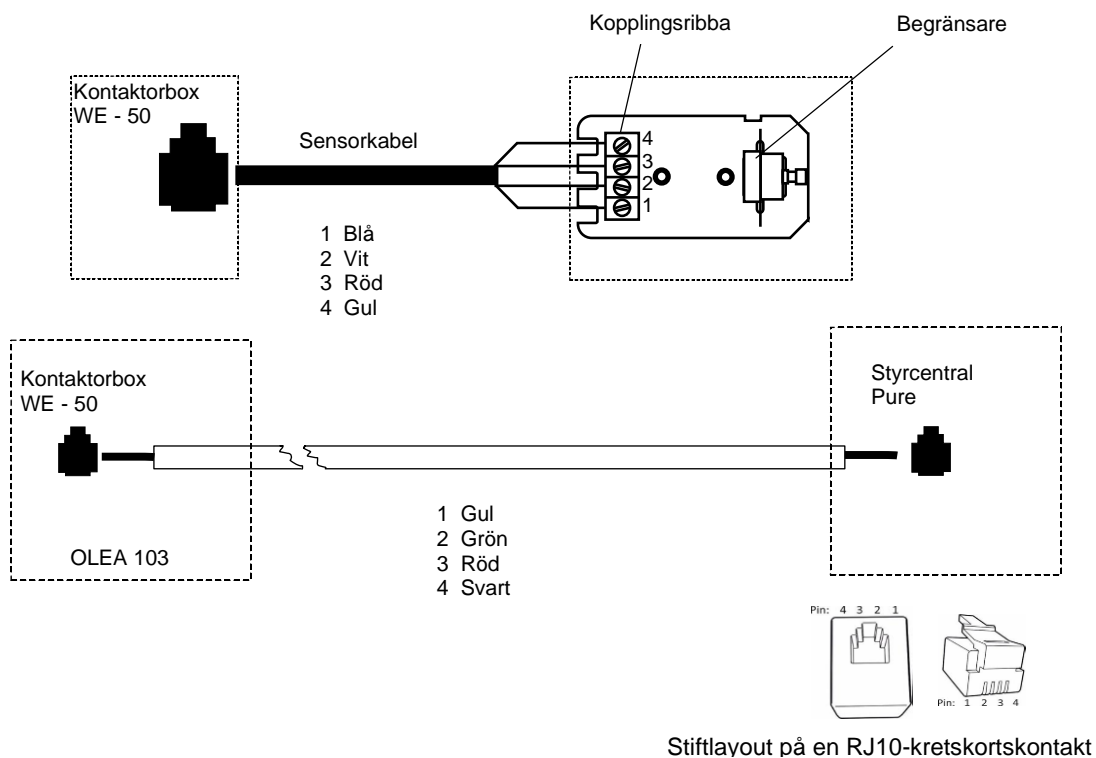 Kopplingsribba
Begränsare
Kontaktorbox
WE - 50
Sensorkabel
4
3
2
1
1 Blå
2 Vit
3 Röd
4 Gul
Kontaktorbox
WE - 50
Styrcentral
Pure
OLEA 103
1 Gul
2 Grön
3 Röd
4 Svart
Pin: 4 3 2 1
Pin: 1 2 3 4
Stiftlayout på en RJ10-kretskortskontakt